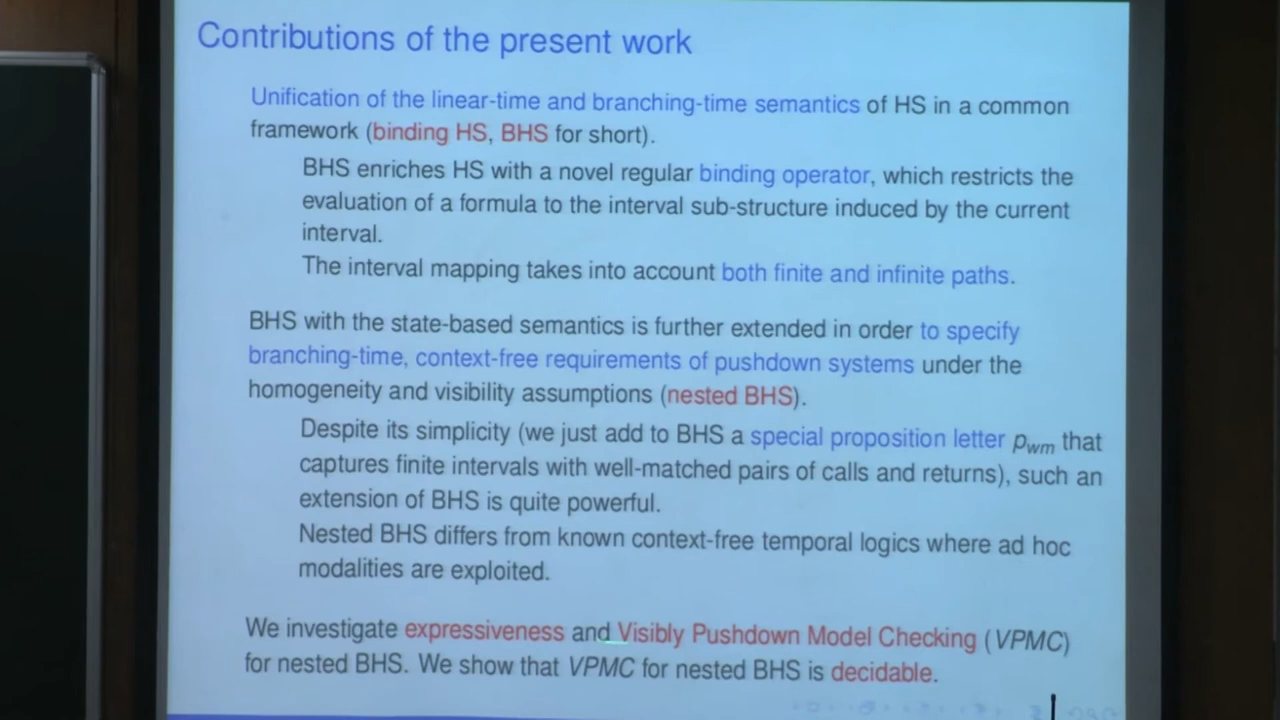 Contributions of the present work
Unification of the linear-time and branching-time semantics of HS in a common
framework (binding HS, BHS for short).
BHS enriches HS with a novel regular binding operator, which restricts the
evaluation of a formula to the interval sub-structure induced by the current
interval.
The interval mapping takes into account both finite and infinite paths.
BHS with the state-based semantics is further extended in order to specify
branching-time, context-free requirements of pushdown systems under the
homogeneity and visibility assumptions (nested BHS).
Despite its simplicity (we just add to BHS a special proposition letter pwm that
captures finite intervals with well-matched pairs of calls and returns), such an
extension of BHS is quite powerful.
Nested BHS differs from known context-free temporal logics where ad hoc
modalities are exploited.
We investigate expressiveness and Visibly Pushdown Model Checking (VPMC)
for nested BHS. We show that VPMC for nested BHS is decidable.